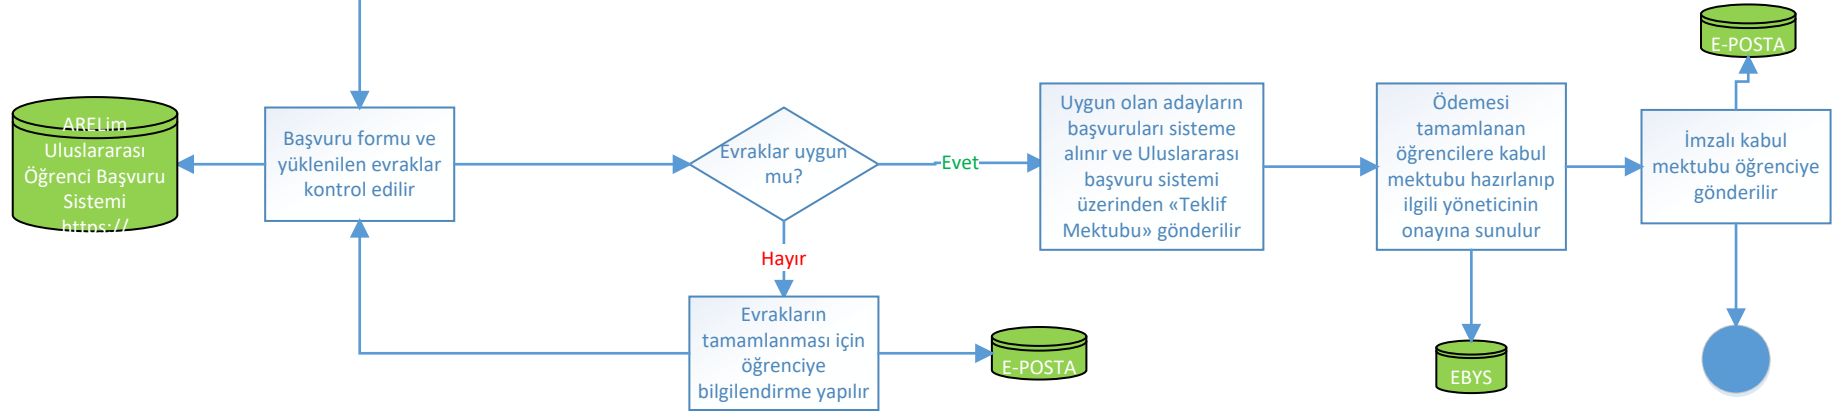 ARELim
Uluslararası
Öğrenci Başvuru
Sistemi
https://
Başvuru formu ve
yüklenilen evraklar
kontrol edilir
Evraklar uygun
mu?
Evet
Hayır
Evrakların
tamamlanması için
öğrenciye
bilgilendirme yapılır
E-POSTA
Uygun olan adayların
başvuruları sisteme
alınır ve Uluslararası
başvuru sistemi
üzerinden «Teklif
Mektubu» gönderilir
Ödemesi
tamamlanan
öğrencilere kabul
mektubu hazırlanıp
ilgili yöneticinin
onayına sunulur
EBYS
İmzalı kabul
mektubu öğrenciye
gönderilir
E-POSTA